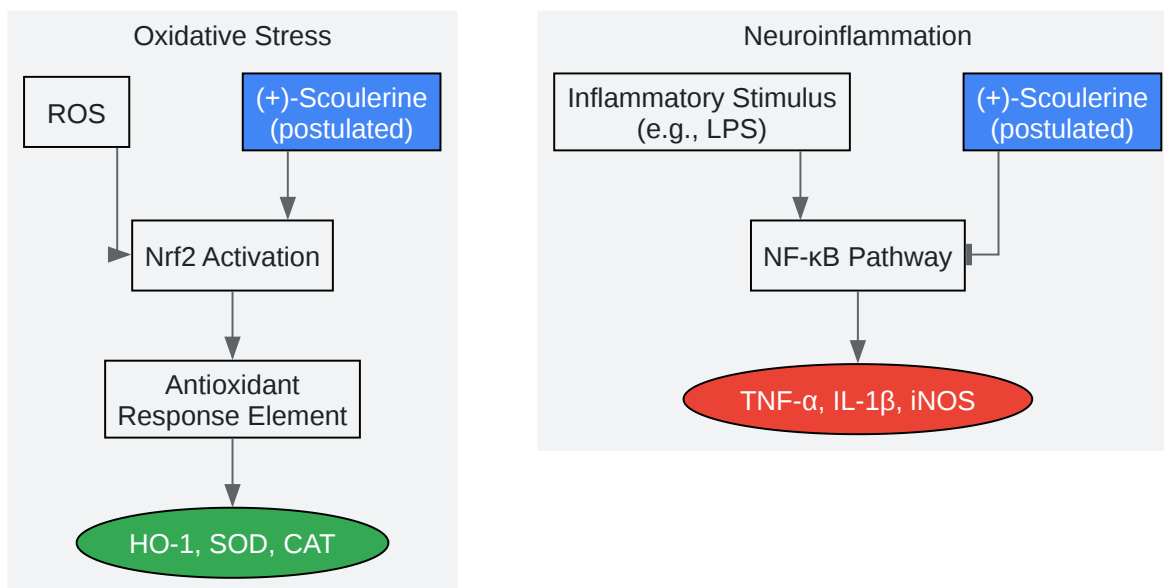 Oxidative Stress
ROS
(+)-Scoulerine
(postulated)
Nrf2 Activation
Antioxidant
Response Element
HO-1, SOD, CAT
Neuroinflammation
Inflammatory Stimulus
(e.g., LPS)
(+)-Scoulerine
(postulated)
NF-κB Pathway
TNF-α, IL-1β, iNOS